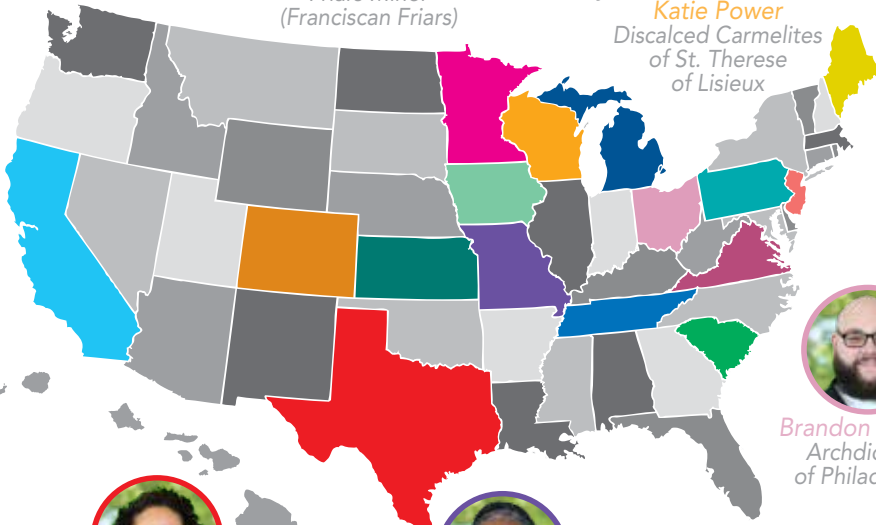 (Franciscan Friars)
Katie Power
Discalced Carmelites
of St. Therese
of Lisieux
Brandon
Archdio
of Philad